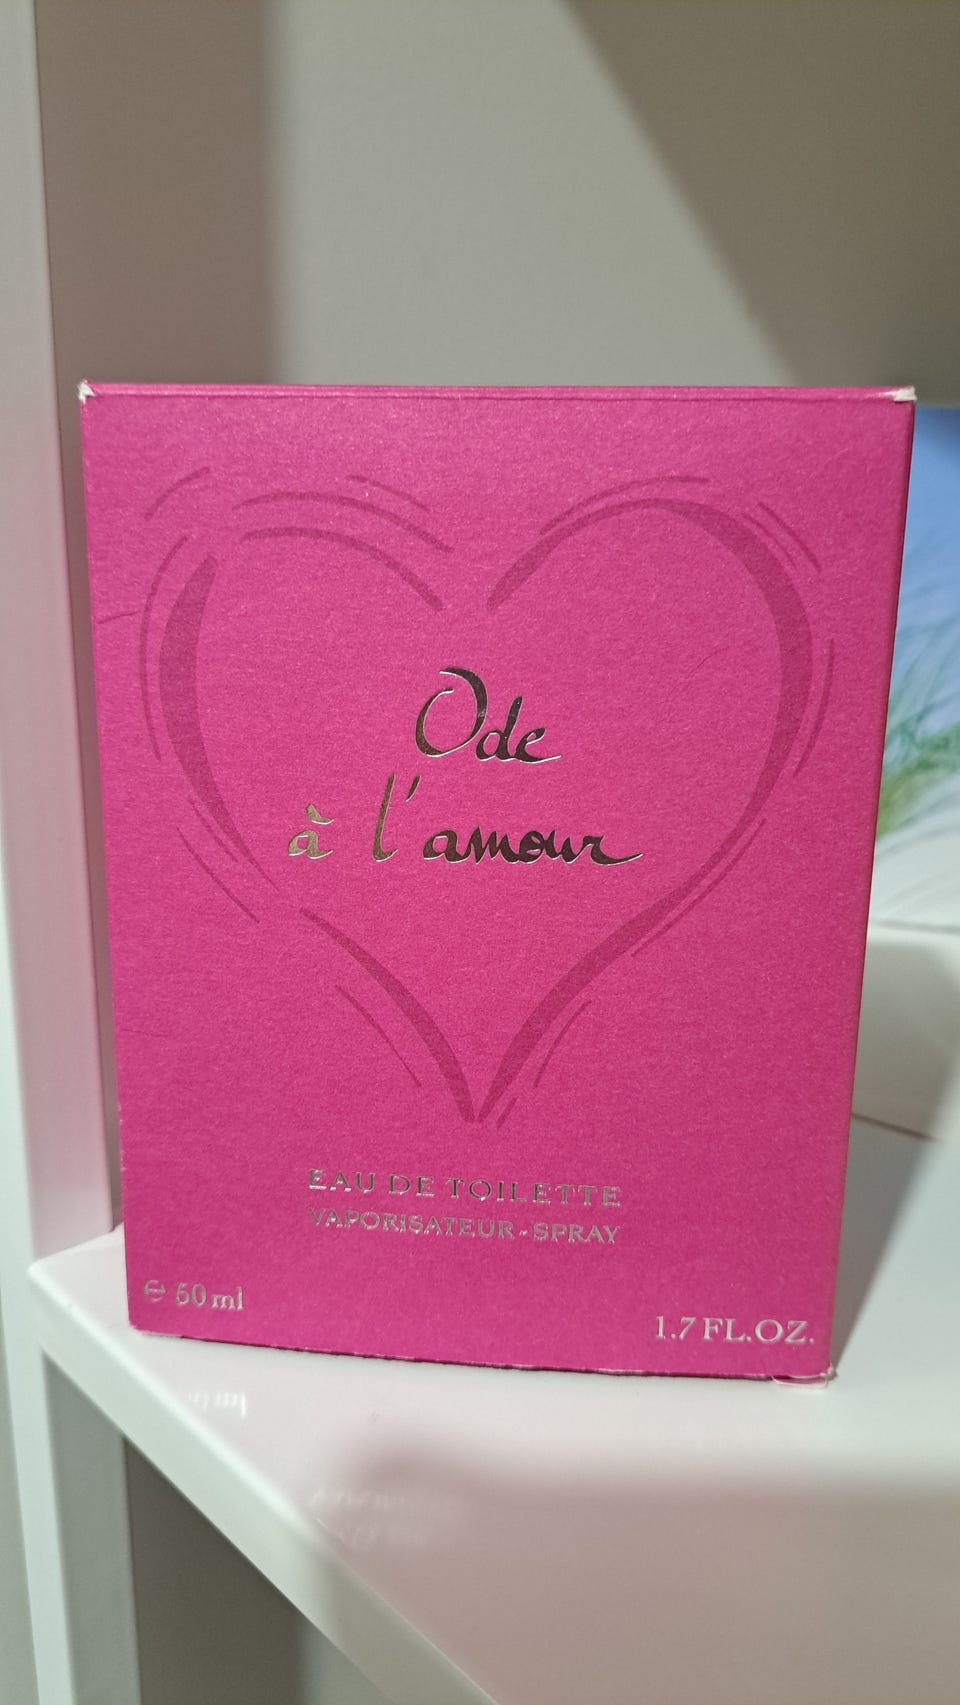 Ode
à l'amour
EAU DE TOILETTE
VAPORISATEUR-SPRAY
℮ 50 ml
1.7 FL.OZ.